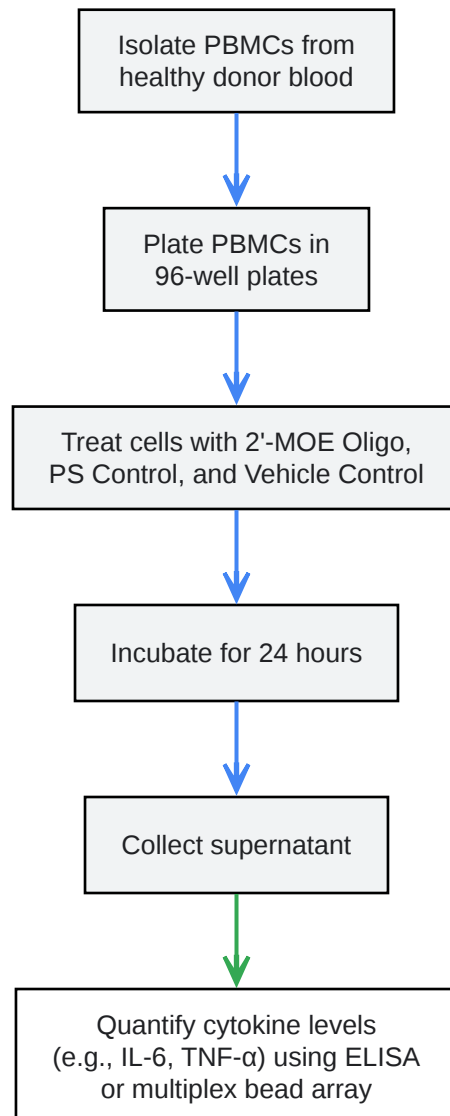 Isolate PBMCs from
healthy donor blood
Plate PBMCs in
96-well plates
Treat cells with 2'-MOE Oligo,
PS Control, and Vehicle Control
Incubate for 24 hours
Collect supernatant
Quantify cytokine levels
(e.g., IL-6, TNF-α) using ELISA
or multiplex bead array